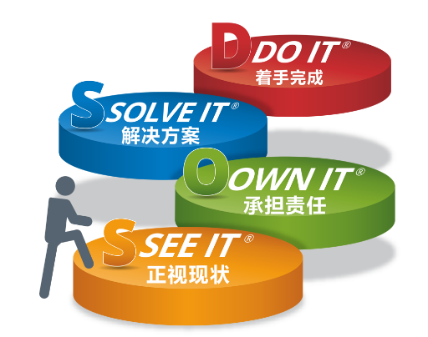 D DO IT®
着手完成
S SOLVE IT®
解决方案
O OWN IT®
承担责任
S SEE IT®
正视现状